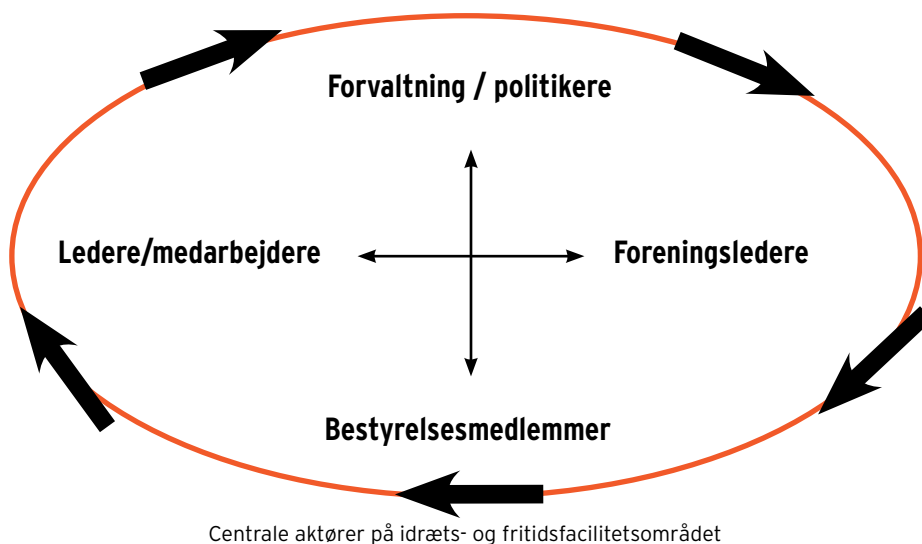 Forvaltning / politikere
Ledere/medarbejdere
Foreningsledere
Bestyrelsesmedlemmer
Centrale aktører på idræts- og fritidsfacilitetsområdet